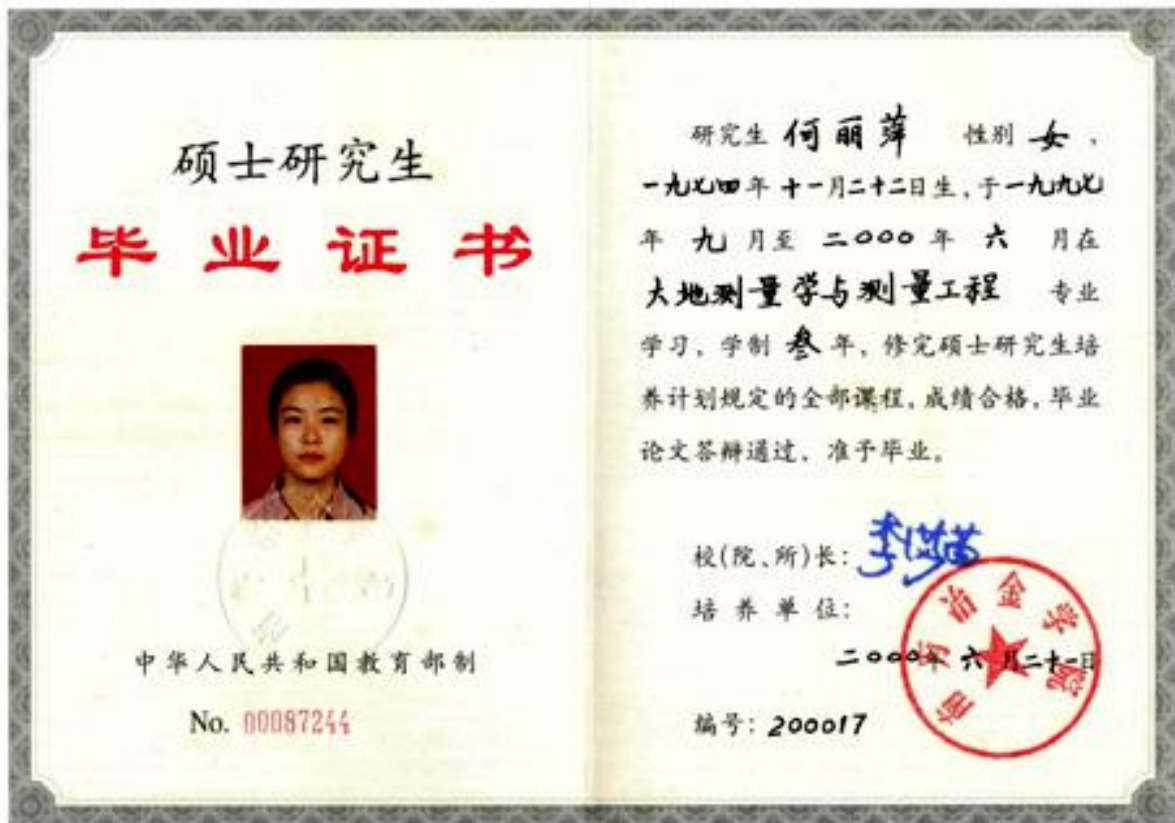 硕士研究生
毕业证书
中华人民共和国教育部制
No. 00087244
研究生 何丽萍 性别 女,
一九七四年十一月二十二日生,于一九九七
年 九 月至 二000 年 六 月在
大地测量学与测量工程 专业
学习,学制 叁 年,修完硕士研究生培
养计划规定的全部课程,成绩合格,毕业
论文答辩通过,准予毕业。
校(院、所)长:
培养单位:
南方冶金学院
二000年 六 月二十一日
编号: 200017